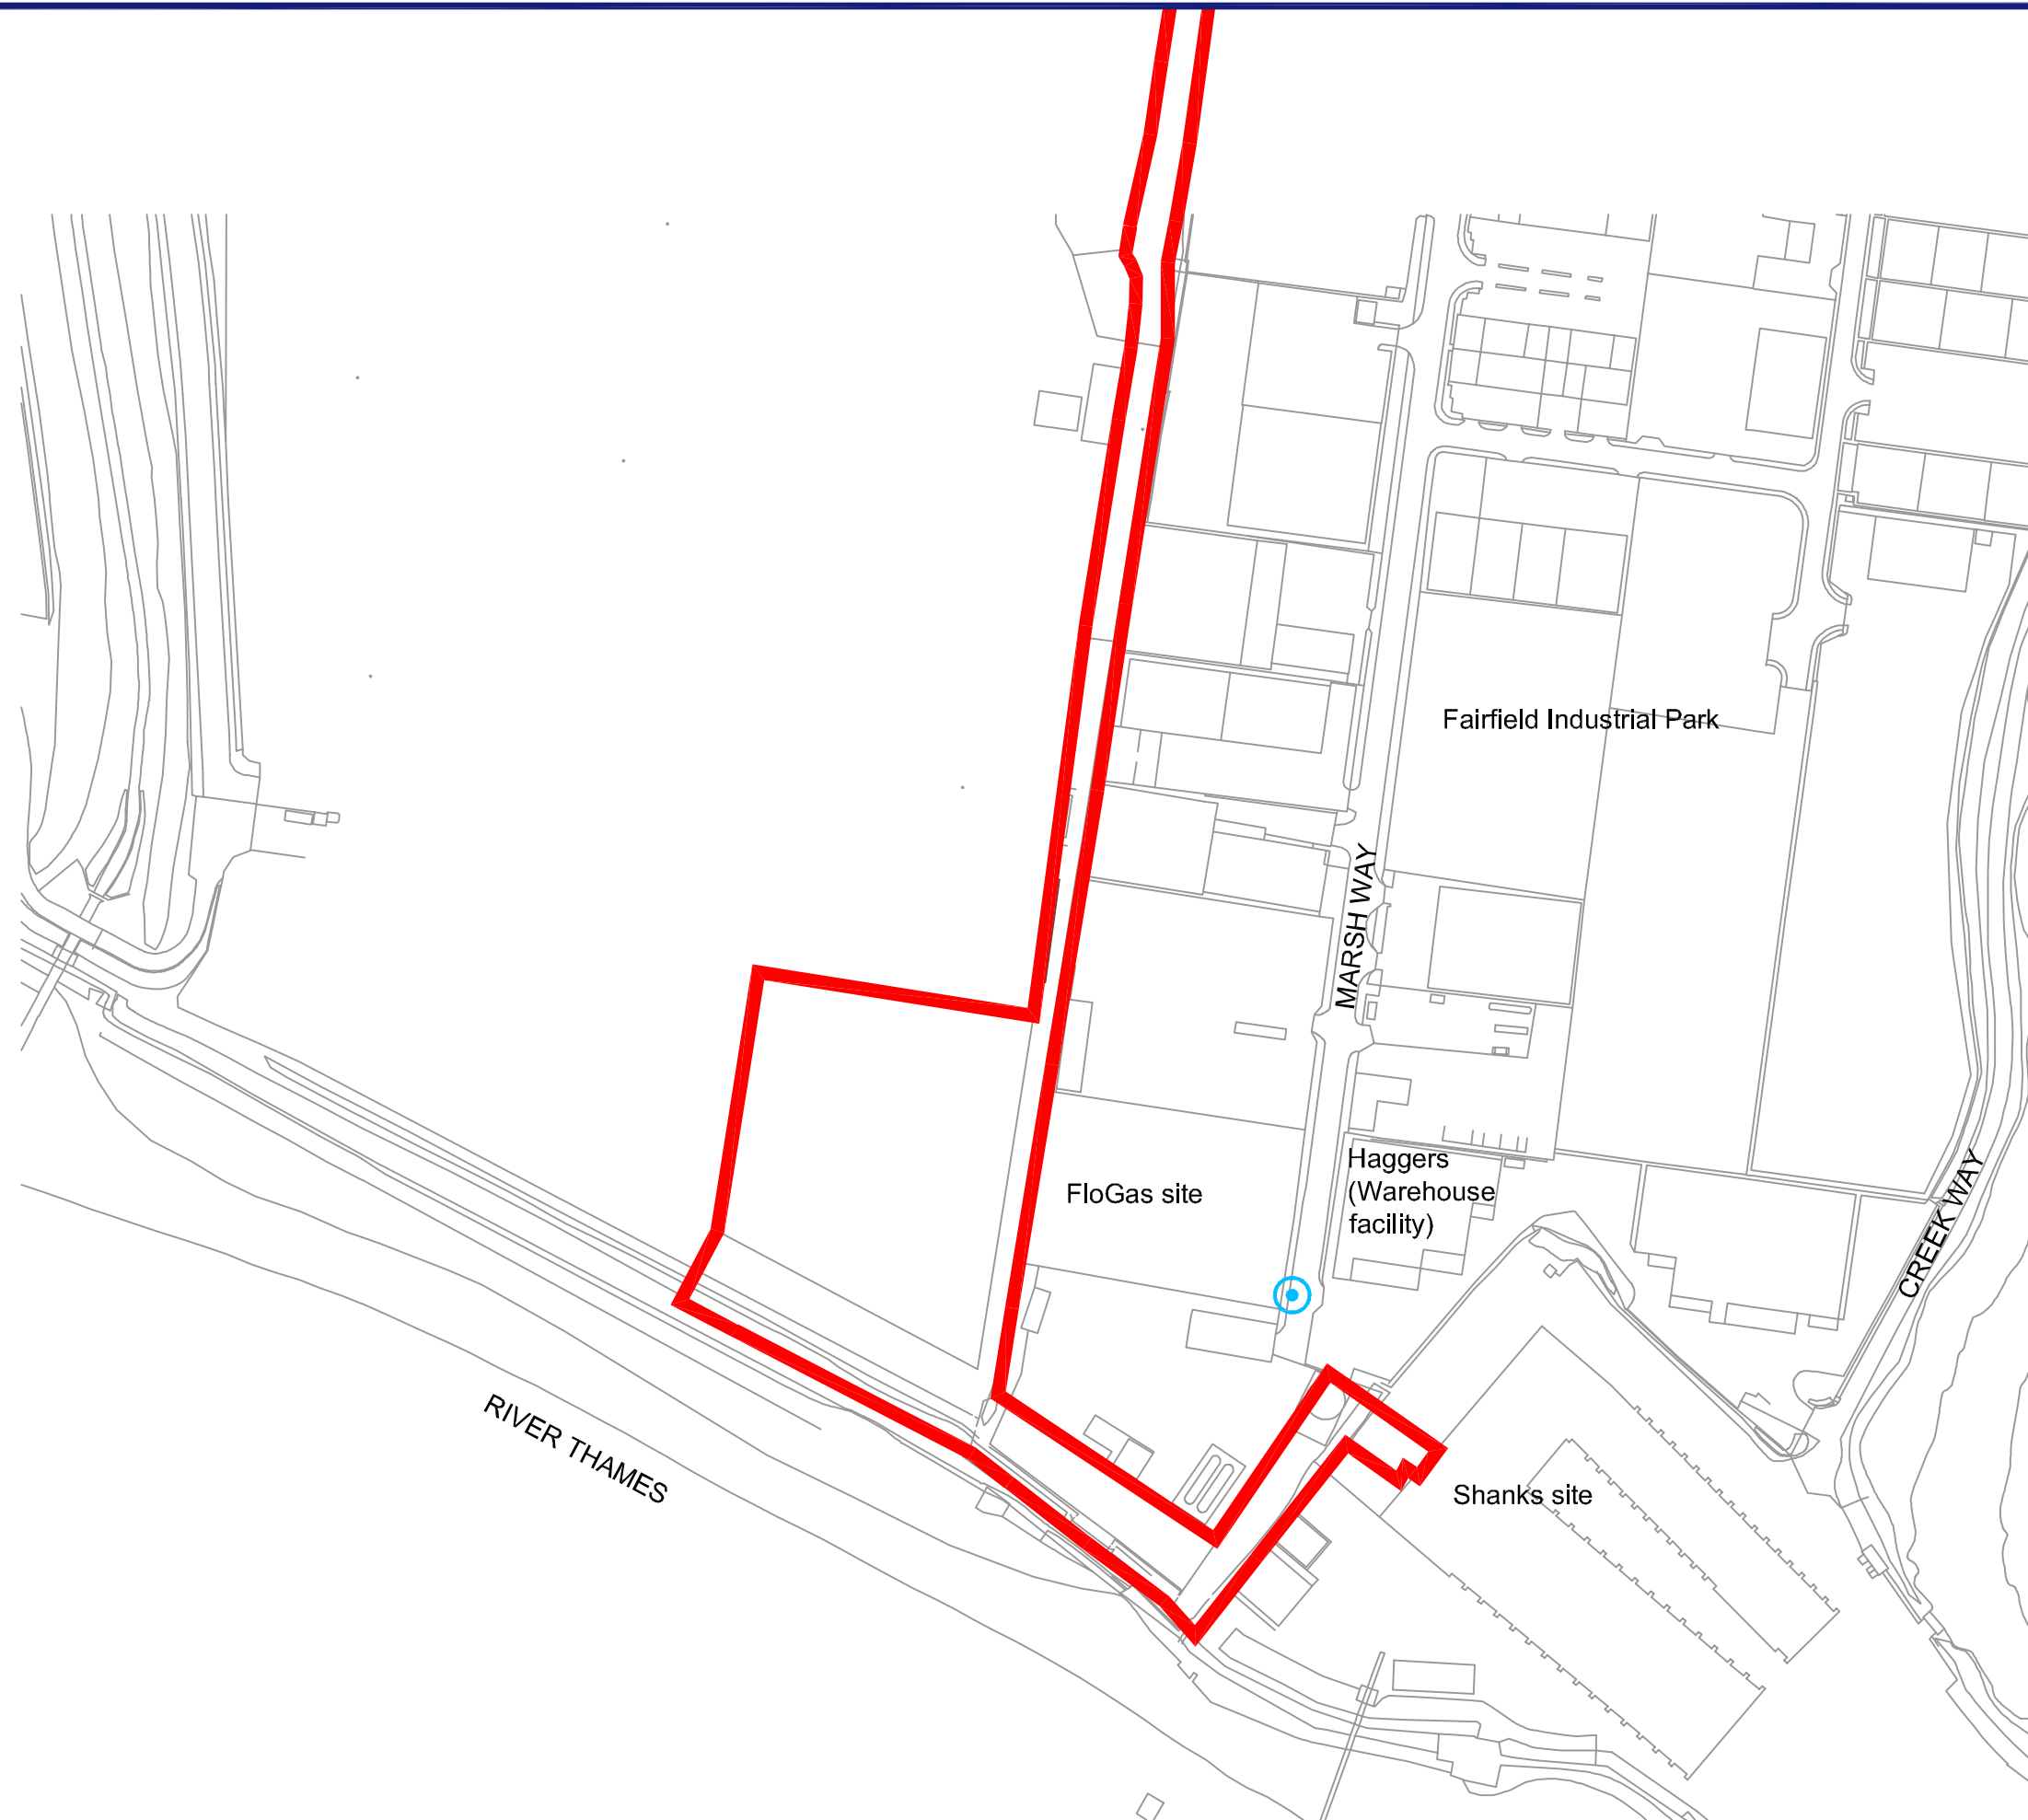 Fairfield Industrial Park
MARSH WAY
Haggers
(Warehouse
facility)
FloGas site
CREEK WAY
RIVER THAMES
Shanks site